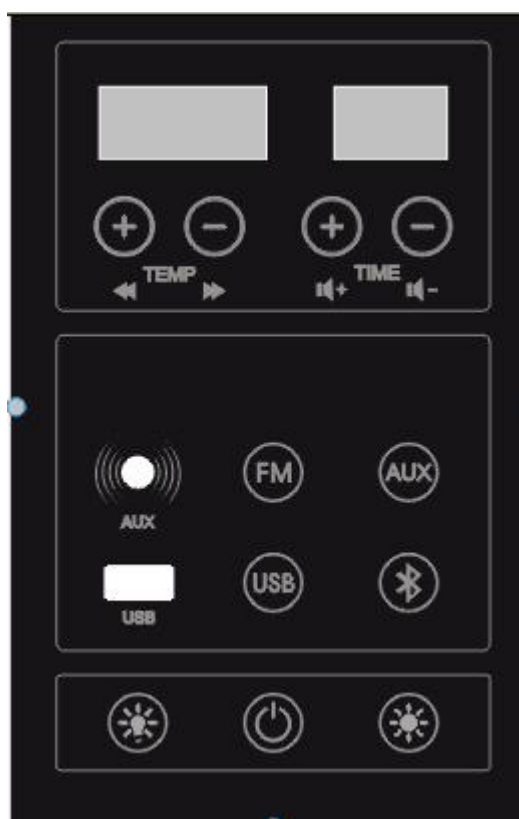 + - + -
TEMP TIME
+ -
FM AUX
AUX
USB
USB